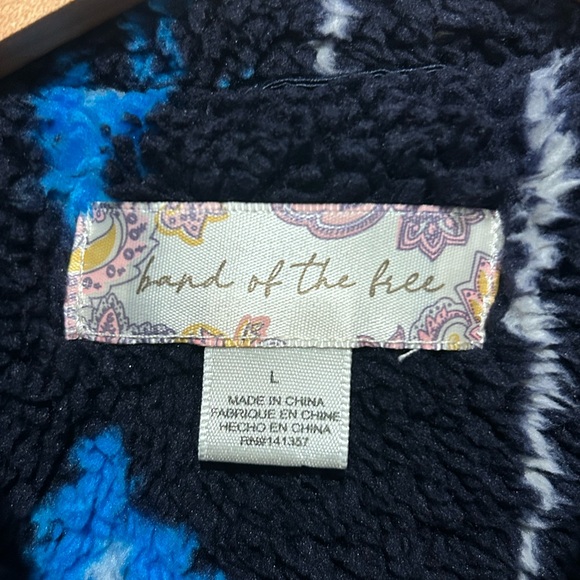 band of the free
L
MADE IN CHINA
FABRIQUE EN CHINE
HECHO EN CHINA
RN#141357